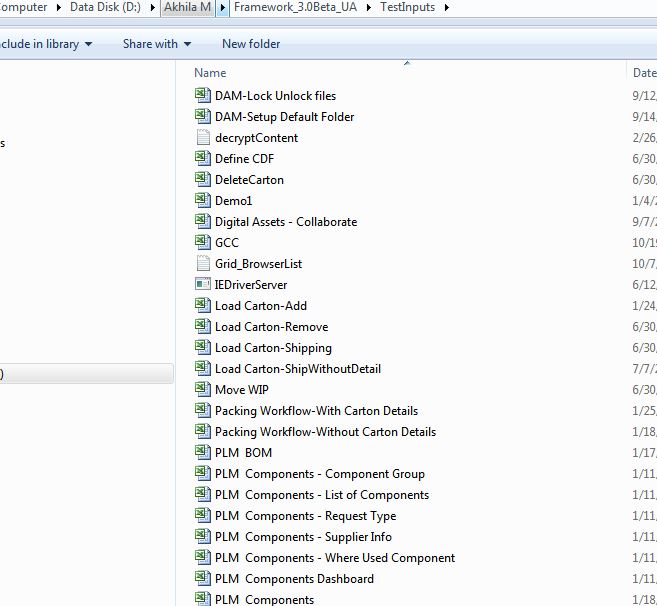 omputer ▸ Data Disk (D:) ▸ Akhila M ▸ Framework_3.0Beta_UA ▸ TestInputs ▸
clude in library Share with New folder
Name Date
DAM-Lock Unlock files 9/12,
DAM-Setup Default Folder 9/14,
decryptContent 2/26,
s
Define CDF 6/30,
DeleteCarton 6/30,
Demo1 1/4/2
Digital Assets - Collaborate 9/7/2
GCC 10/19
Grid_BrowserList 10/7,
IEDriverServer 6/12,
Load Carton-Add 1/24,
Load Carton-Remove 6/30,
Load Carton-Shipping 6/30,
Load Carton-ShipWithoutDetail 7/7/2
)
Move WIP 6/30,
Packing Workflow-With Carton Details 1/25,
Packing Workflow-Without Carton Details 1/18,
PLM BOM 1/17,
PLM Components - Component Group 1/11,
PLM Components - List of Components 1/11,
PLM Components - Request Type 1/11,
PLM Components - Supplier Info 1/11,
PLM Components - Where Used Component 1/11,
PLM Components Dashboard 1/11,
PLM Components 1/18,